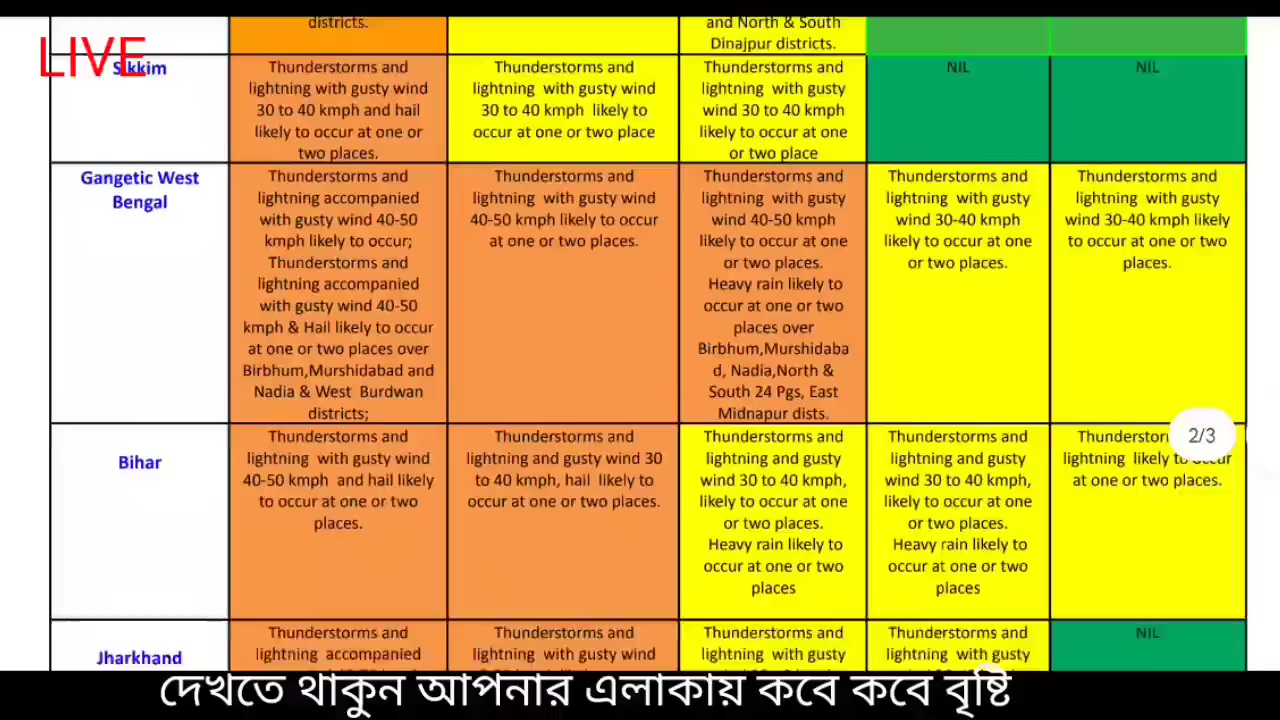 LIVE
districts.
and North & South
Dinajpur districts.
Sikkim
Thunderstorms and
lightning with gusty wind
30 to 40 kmph and hail
likely to occur at one or
two places.
Thunderstorms and
lightning with gusty wind
30 to 40 kmph likely to
occur at one or two place
Thunderstorms and
lightning with gusty
wind 30 to 40 kmph
likely to occur at one
or two place
NIL
NIL
Gangetic West
Bengal
Thunderstorms and
lightning accompanied
with gusty wind 40-50
kmph likely to occur;
Thunderstorms and
lightning accompanied
with gusty wind 40-50
kmph & Hail likely to occur
at one or two places over
Birbhum,Murshidabad and
Nadia & West Burdwan
districts;
Thunderstorms and
lightning with gusty wind
40-50 kmph likely to occur
at one or two places.
Thunderstorms and
lightning with gusty
wind 40-50 kmph
likely to occur at one
or two places.
Heavy rain likely to
occur at one or two
places over
Birbhum,Murshidaba
d, Nadia,North &
South 24 Pgs, East
Midnapur dists.
Thunderstorms and
lightning with gusty
wind 30-40 kmph
likely to occur at one
or two places.
Thunderstorms and
lightning with gusty
wind 30-40 kmph likely
to occur at one or two
places.
Bihar
Thunderstorms and
lightning with gusty wind
40-50 kmph and hail likely
to occur at one or two
places.
Thunderstorms and
lightning and gusty wind 30
to 40 kmph, hail likely to
occur at one or two places.
Thunderstorms and
lightning and gusty
wind 30 to 40 kmph,
likely to occur at one
or two places.
Heavy rain likely to
occur at one or two
places
Thunderstorms and
lightning and gusty
wind 30 to 40 kmph,
likely to occur at one
or two places.
Heavy rain likely to
occur at one or two
places
lightning likely to occur
at one or two places.
2/3
Jharkhand
Thunderstorms and
lightning accompanied
Thunderstorms and
lightning with gusty wind
Thunderstorms and
lightning with gusty
Thunderstorms and
lightning with gusty
NIL
দেখতে থাকুন আপনার এলাকায় কবে কবে বৃষ্টি